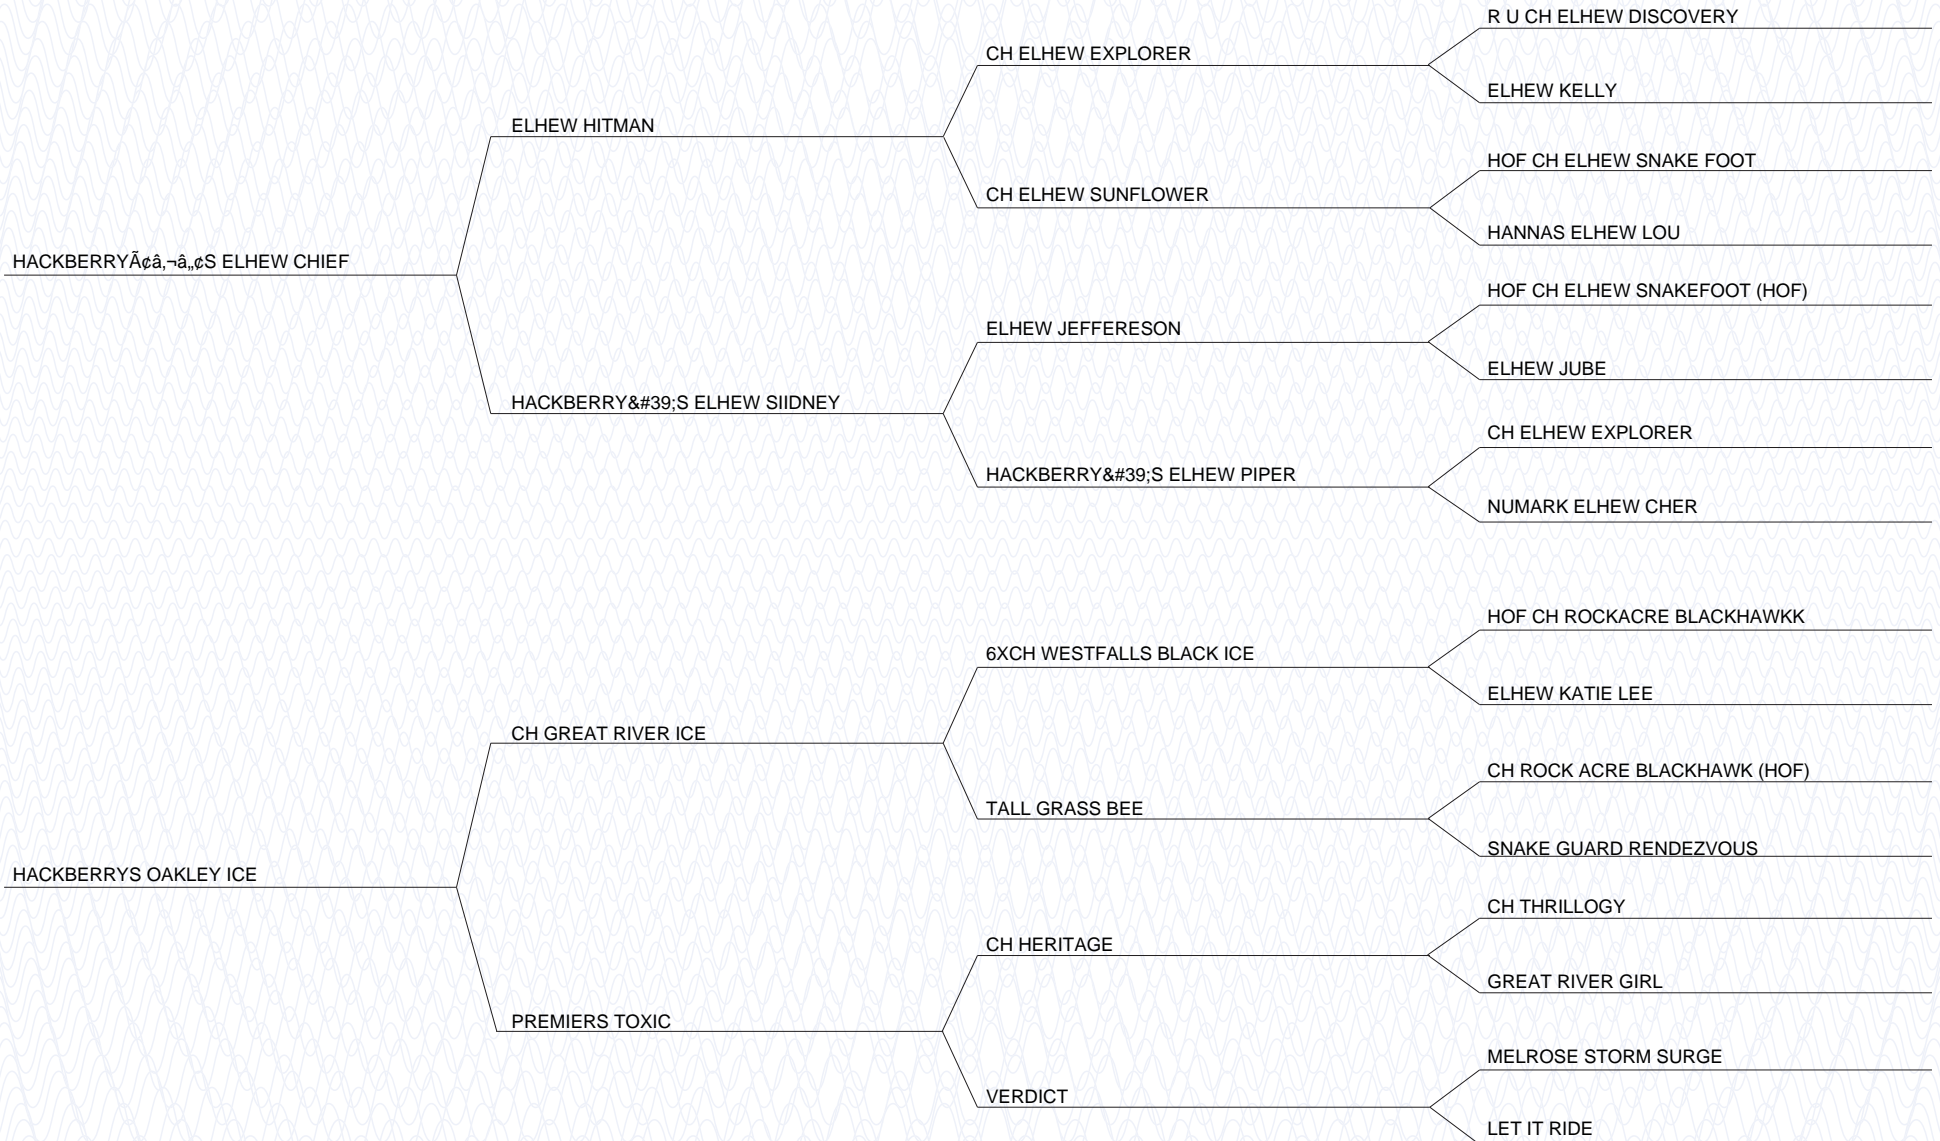 R U CH ELHEW DISCOVERY
CH ELHEW EXPLORER
ELHEW KELLY
ELHEW HITMAN
HOF CH ELHEW SNAKE FOOT
CH ELHEW SUNFLOWER
HANNAS ELHEW LOU
HACKBERRYÃ¢â‚¬â„¢S ELHEW CHIEF
HOF CH ELHEW SNAKEFOOT (HOF)
ELHEW JEFFERESON
ELHEW JUBE
HACKBERRY&#39;S ELHEW SIIDNEY
CH ELHEW EXPLORER
HACKBERRY&#39;S ELHEW PIPER
NUMARK ELHEW CHER
HOF CH ROCKACRE BLACKHAWKK
6XCH WESTFALLS BLACK ICE
ELHEW KATIE LEE
CH GREAT RIVER ICE
CH ROCK ACRE BLACKHAWK (HOF)
TALL GRASS BEE
SNAKE GUARD RENDEZVOUS
HACKBERRYS OAKLEY ICE
CH THRILLOGY
CH HERITAGE
GREAT RIVER GIRL
PREMIERS TOXIC
MELROSE STORM SURGE
VERDICT
LET IT RIDE